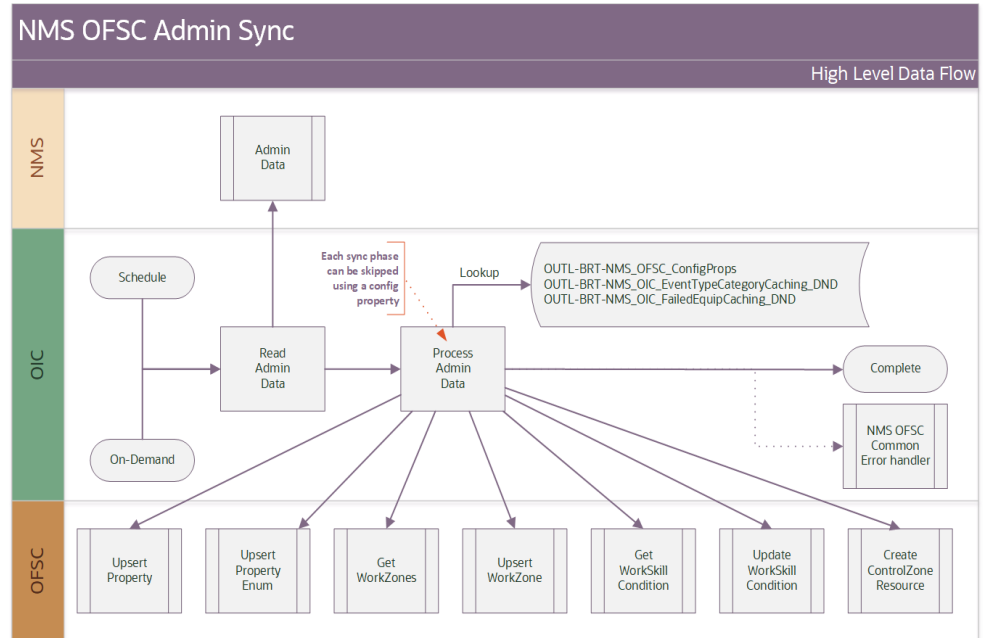 NMS OFSC Admin Sync
High Level Data Flow
NMS
Admin
Data
OIC
Schedule
Each sync phase
can be skipped
using a config
property
Lookup
OUTL-BRT-NMS_OFSC_ConfigProps
OUTL-BRT-NMS_OIC_EventTypeCategoryCaching_DND
OUTL-BRT-NMS_OIC_FailedEquipCaching_DND
Read
Admin
Data
Process
Admin
Data
Complete
On-Demand
NMS OFSC
Common
Error handler
OFSC
Upsert
Property
Upsert
Property
Enum
Get
WorkZones
Upsert
WorkZone
Get
WorkSkill
Condition
Update
WorkSkill
Condition
Create
ControlZone
Resource